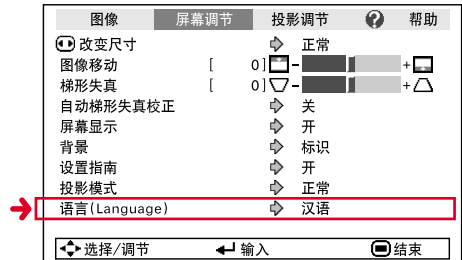 图像 屏幕调节 投影调节 ? 帮助
改变尺寸 正常
图像移动 [ 0] - +
梯形失真 [ 0] - +
自动梯形失真校正 关
屏幕显示 开
背景 标识
设置指南 开
投影模式 正常
语言(Language) 汉语
选择/调节 输入 结束